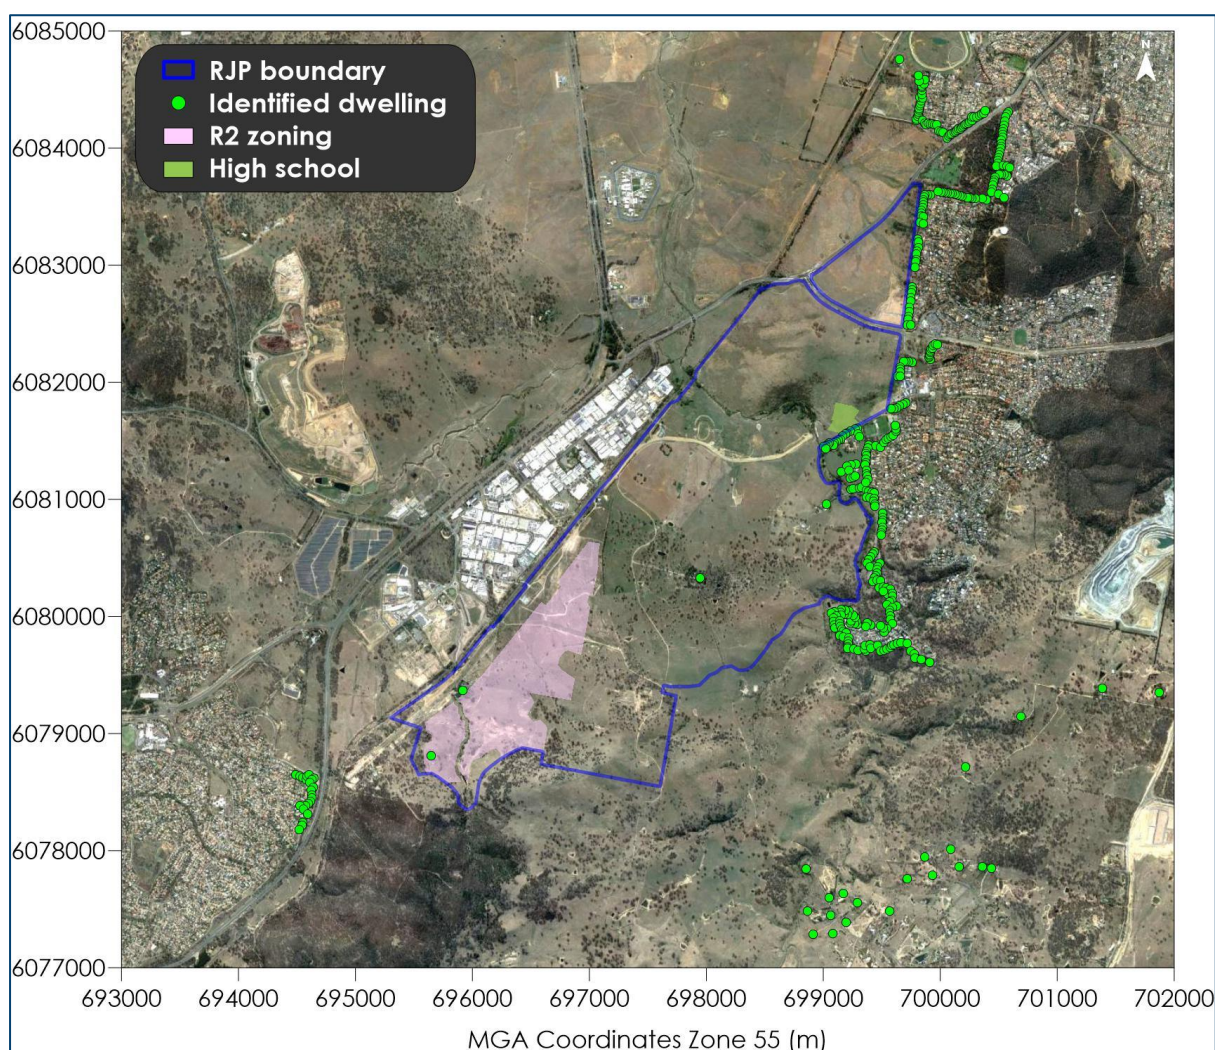 6085000
RJP boundary
Identified dwelling
R2 zoning
High school
N
6084000
6083000
6082000
6081000
6080000
6079000
6078000
6077000
693000 694000 695000 696000 697000 698000 699000 700000 701000 702000
MGA Coordinates Zone 55 (m)